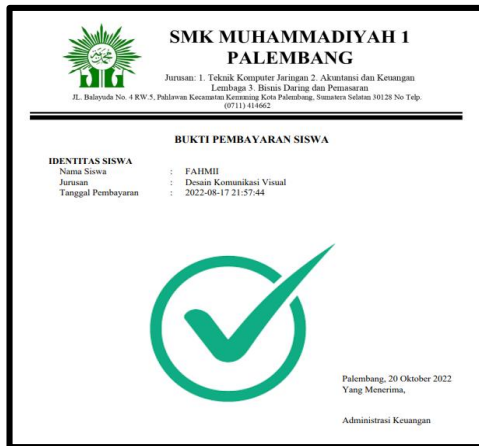 SMK MUHAMMADIYAH 1
PALEMBANG
Jurusan: 1. Teknik Komputer Jaringan 2. Akuntansi dan Keuangan
Lembaga 3. Bisnis Daring dan Pemasaran
JL. Balayuda No. 4 RW.5, Pahlawan Kecamatan Kemuning Kota Palembang, Sumatera Selatan 30128 No Telp.
(0711) 414662
BUKTI PEMBAYARAN SISWA
IDENTITAS SISWA
Nama Siswa : FAHMII
Jurusan : Desain Komunikasi Visual
Tanggal Pembayaran : 2022-08-17 21:57:44
Palembang, 20 Oktober 2022
Yang Menerima,
Administrasi Keuangan